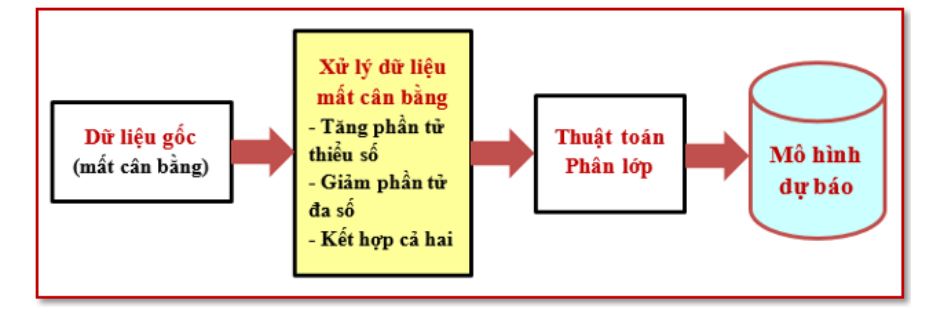 Dữ liệu gốc
(mất cân bằng)
Xử lý dữ liệu
mất cân bằng
- Tăng phần tử
thiểu số
- Giảm phần tử
đa số
- Kết hợp cả hai
Thuật toán
Phân lớp
Mô hình
dự báo